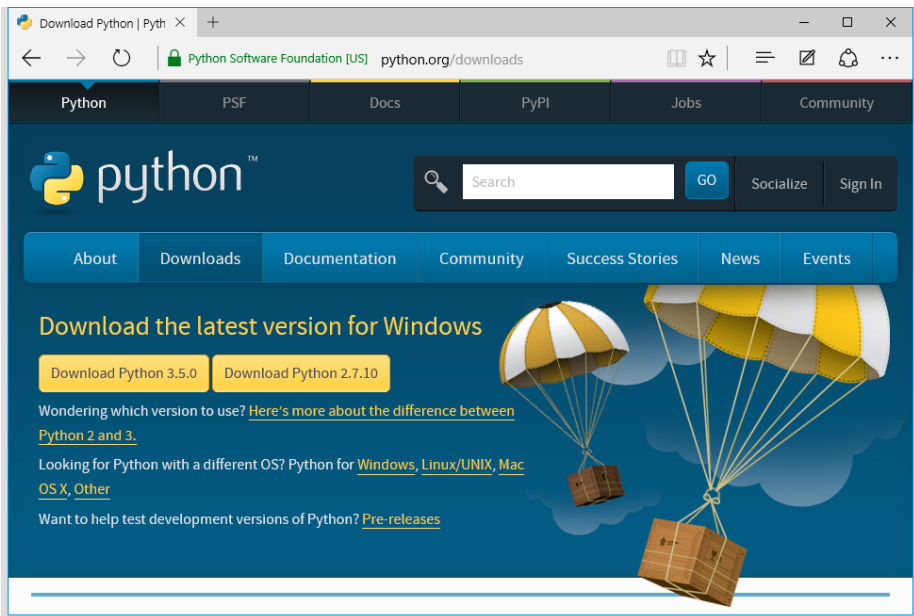 Download Python | Pyth
Python Software Foundation [US] python.org/downloads
Python PSF Docs PyPI Jobs Community
python™
Search GO Socialize Sign In
About Downloads Documentation Community Success Stories News Events
Download the latest version for Windows
Download Python 3.5.0 Download Python 2.7.10
Wondering which version to use? Here's more about the difference between
Python 2 and 3.
Looking for Python with a different OS? Python for Windows, Linux/UNIX, Mac
OS X, Other
Want to help test development versions of Python? Pre-releases